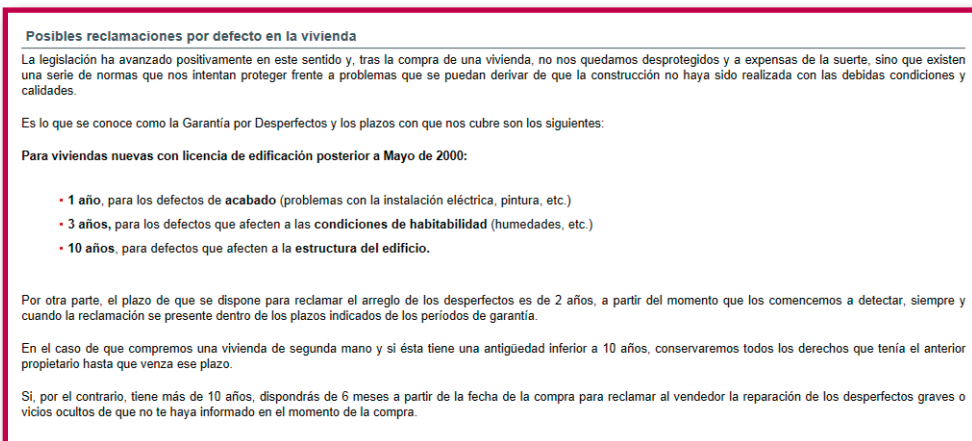 Posibles reclamaciones por defecto en la vivienda
La legislación ha avanzado positivamente en este sentido y, tras la compra de una vivienda, no nos quedamos desprotegidos y a expensas de la suerte, sino que existen
una serie de normas que nos intentan proteger frente a problemas que se puedan derivar de que la construcción no haya sido realizada con las debidas condiciones y
calidades.
Es lo que se conoce como la Garantía por Desperfectos y los plazos con que nos cubre son los siguientes:
Para viviendas nuevas con licencia de edificación posterior a Mayo de 2000:
• 1 año, para los defectos de acabado (problemas con la instalación eléctrica, pintura, etc.)
• 3 años, para los defectos que afecten a las condiciones de habitabilidad (humedades, etc.)
• 10 años, para defectos que afecten a la estructura del edificio.
Por otra parte, el plazo de que se dispone para reclamar el arreglo de los desperfectos es de 2 años, a partir del momento que los comencemos a detectar, siempre y
cuando la reclamación se presente dentro de los plazos indicados de los períodos de garantía.
En el caso de que compremos una vivienda de segunda mano y si ésta tiene una antigüedad inferior a 10 años, conservaremos todos los derechos que tenía el anterior
propietario hasta que venza ese plazo.
Si, por el contrario, tiene más de 10 años, dispondrás de 6 meses a partir de la fecha de la compra para reclamar al vendedor la reparación de los desperfectos graves o
vicios ocultos de que no te haya informado en el momento de la compra.